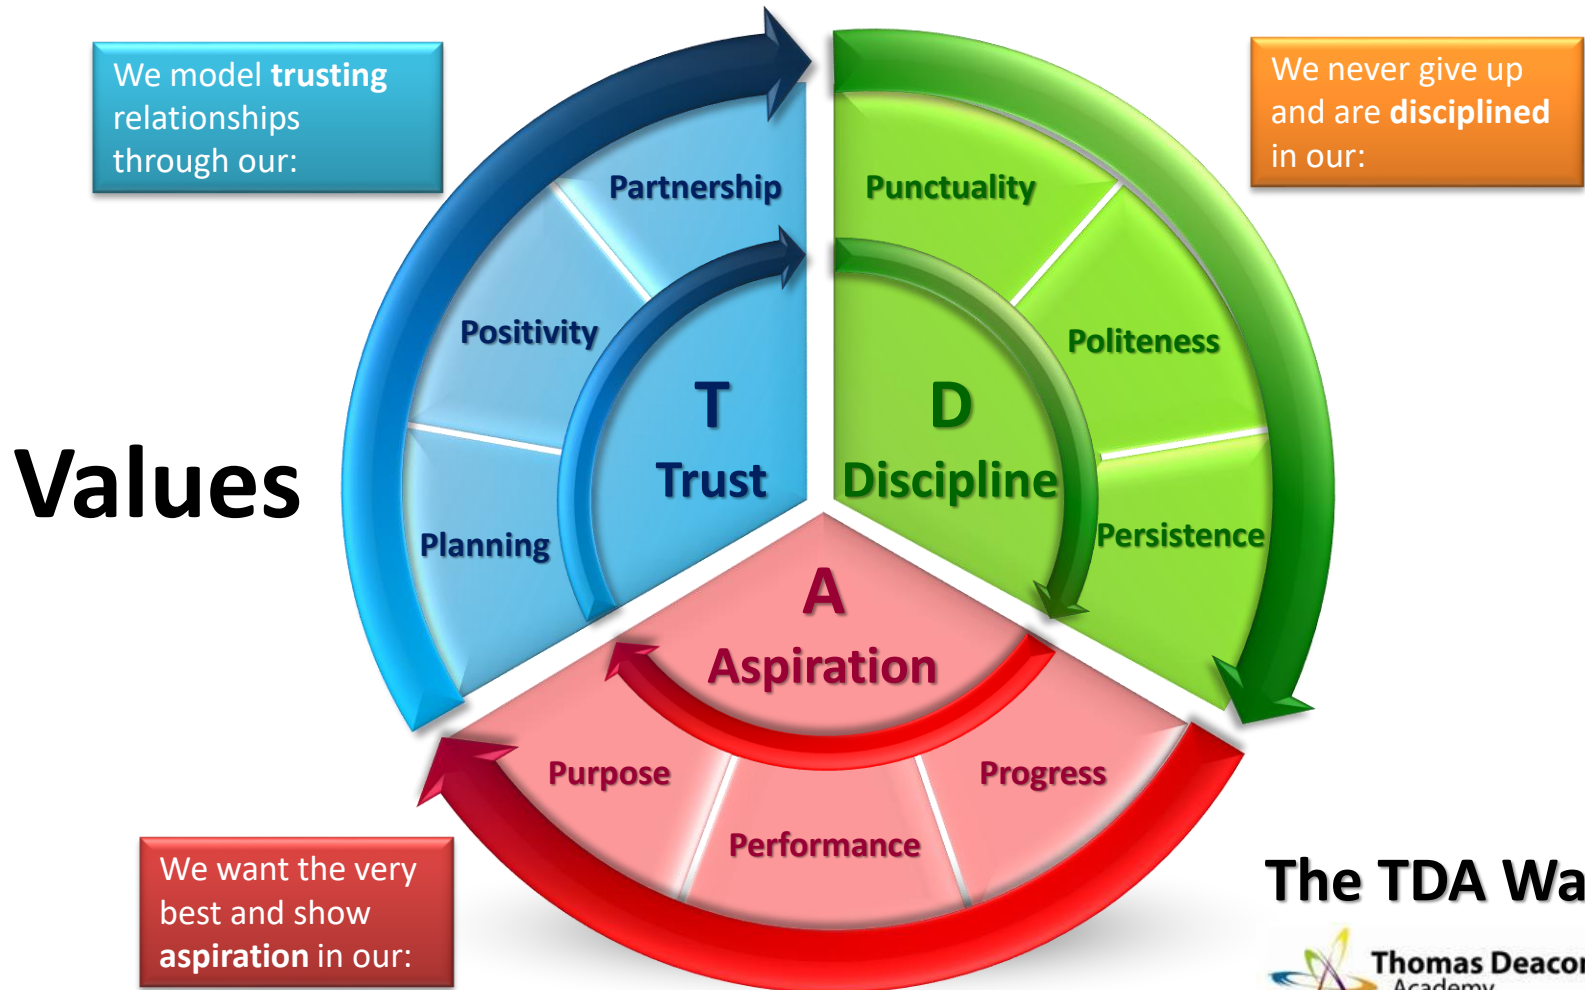 We model trusting
relationships
through our:
We never give up
and are disciplined
in our:
Partnership
Punctuality
Positivity
Politeness
T
Trust
D
Discipline
Values
Planning
Persistence
A
Aspiration
Purpose
Progress
Performance
We want the very
best and show
aspiration in our:
The TDA Wa
Thomas Deacon
Academy